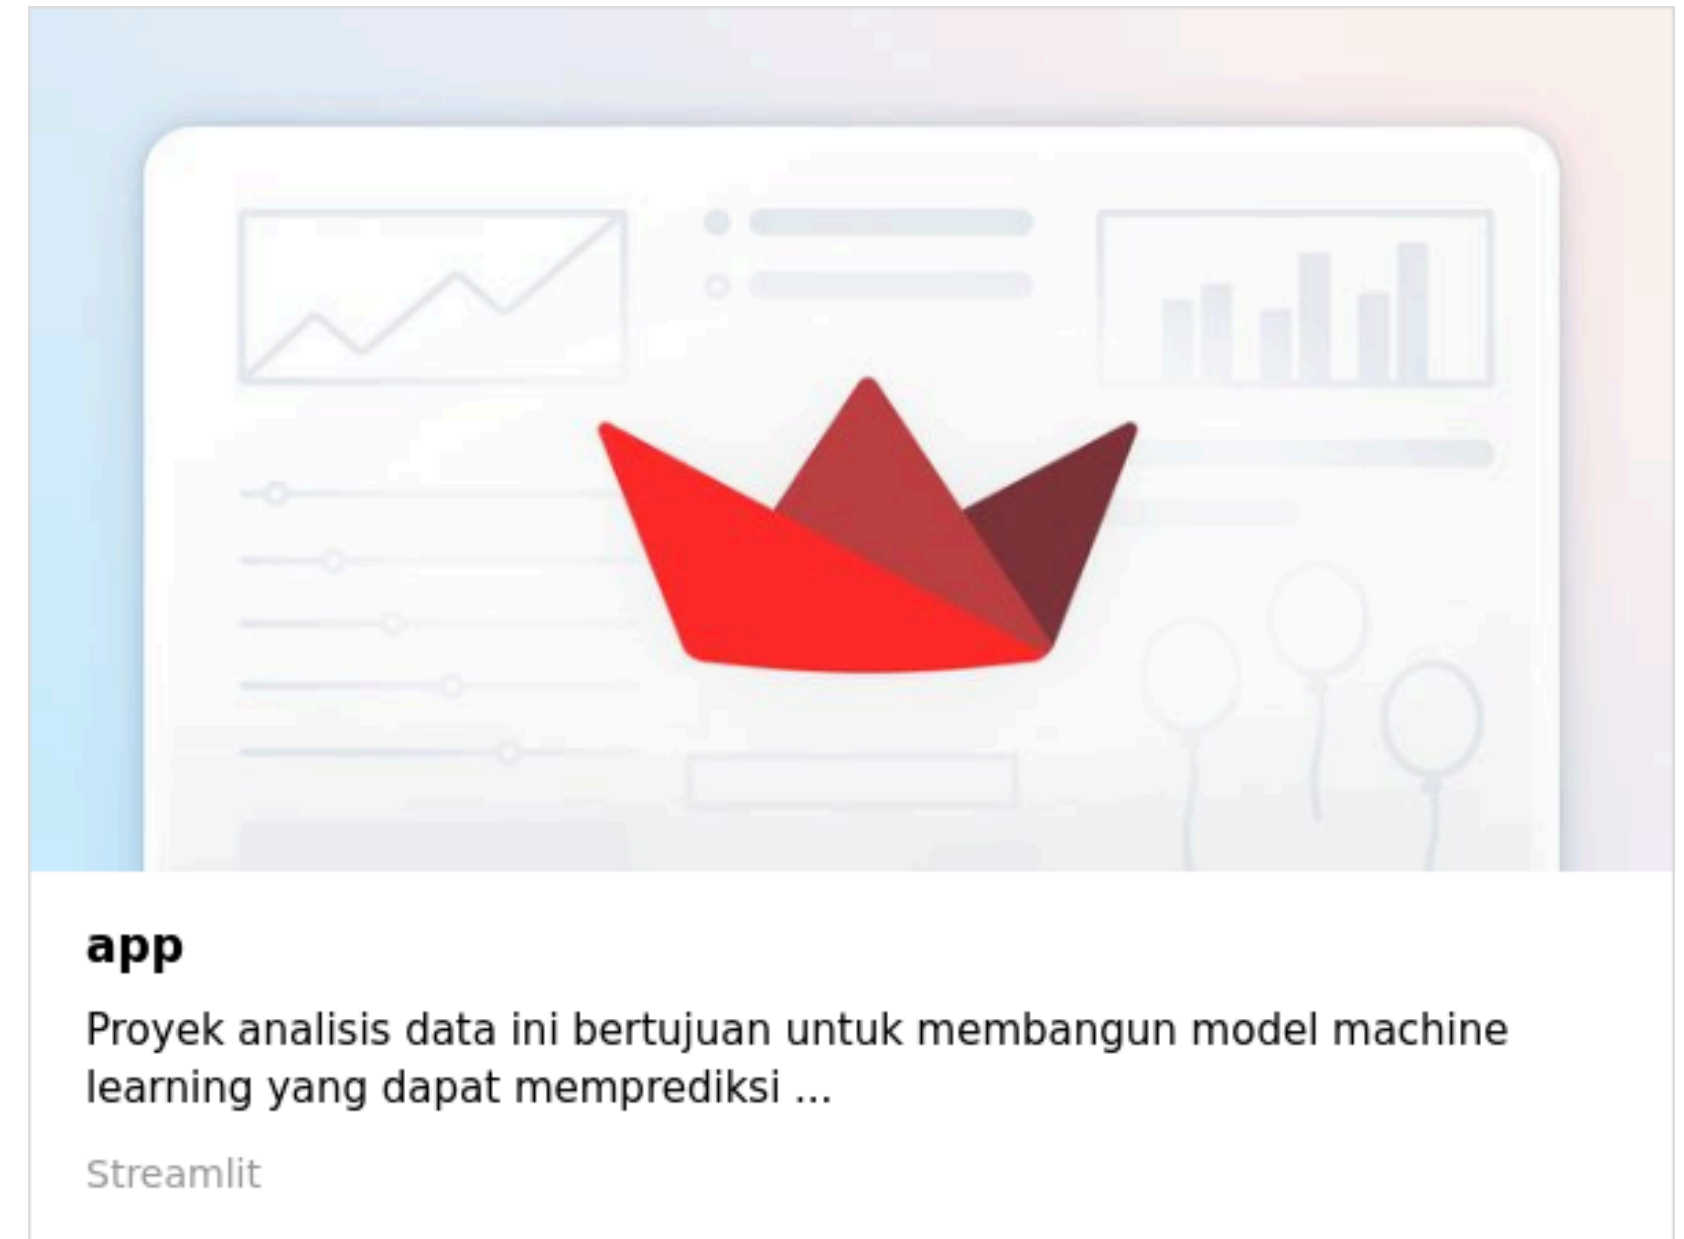 app
Proyek analisis data ini bertujuan untuk membangun model machine
learning yang dapat memprediksi ...
Streamlit